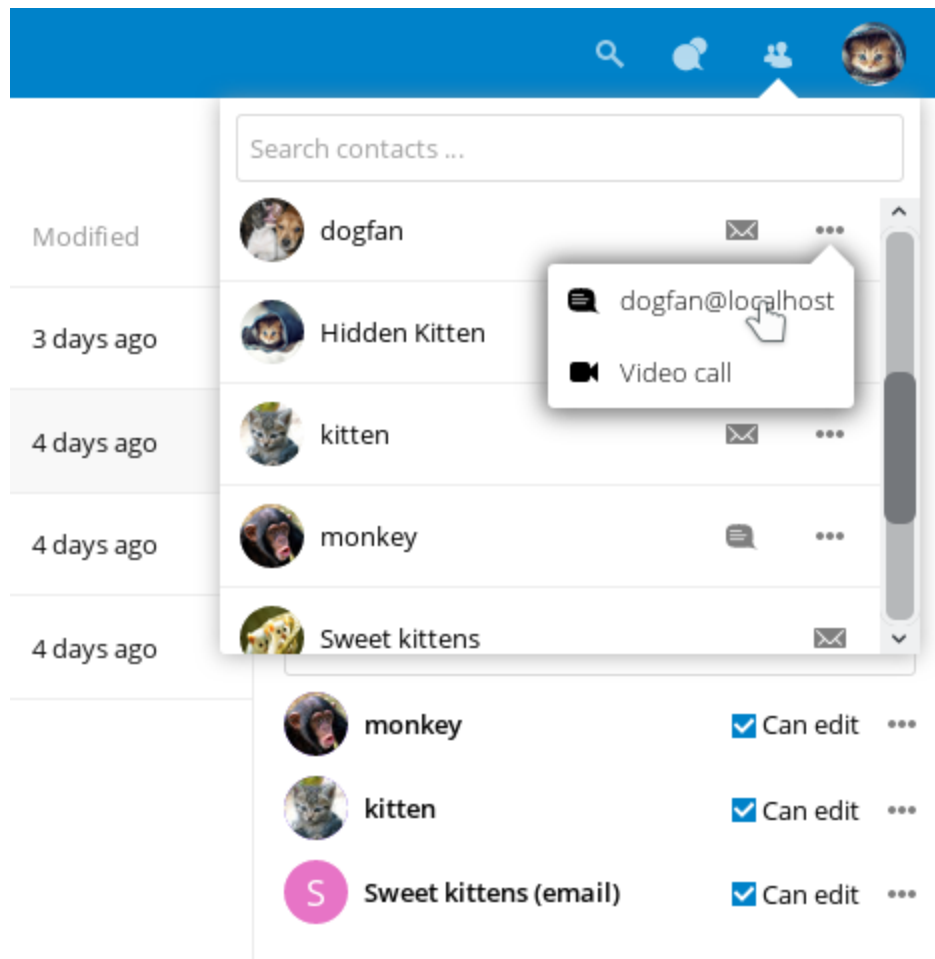 Search contacts ...
Modified
dogfan
dogfan@localhost
3 days ago
Hidden Kitten
Video call
4 days ago
kitten
4 days ago
monkey
4 days ago
Sweet kittens
monkey
Can edit
kitten
Can edit
S
Sweet kittens (email)
Can edit